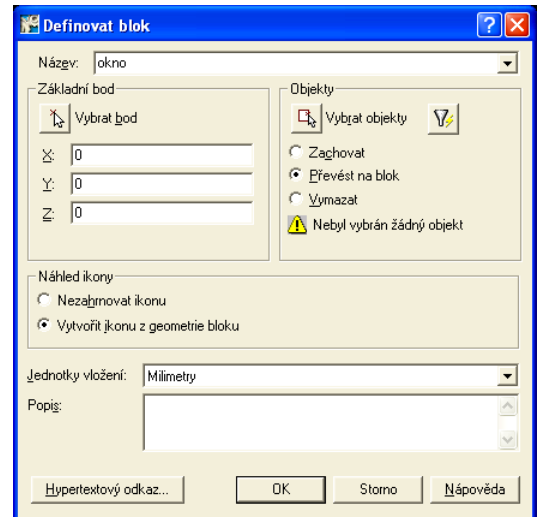 Definovat blok
Název: okno
Základní bod
Vybrat bod
X: 0
Y: 0
Z: 0
Objekty
Vybrat objekty
Zachovat
Převést na blok
Vymazat
Nebyl vybrán žádný objekt
Náhled ikony
Nezahrnovat ikonu
Vytvořit ikonu z geometrie bloku
Jednotky vložení: Milimetry
Popis:
Hypertextový odkaz... OK Storno Nápověda